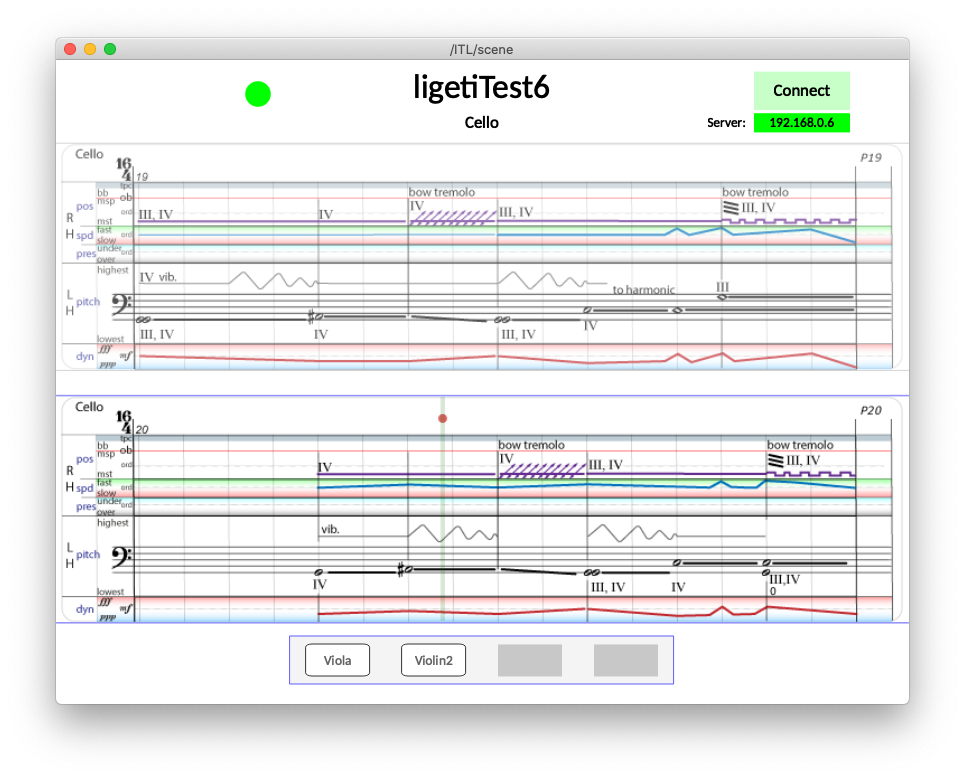 /ITL/scene
ligetiTest6
Connect
Cello
Server: 192.168.0.6
Cello
P19
16
4
19
tpc
bb
ob
bow tremolo
bow tremolo
pos
msp
ord
III, IV
IV
IV
III, IV
III, IV
R
mst
H
spd
fast
ord
slow
pres
under
ord
over
highest
IV vib.
to harmonic
III
L
H
pitch
III, IV
IV
III, IV
IV
lowest
dyn
fff
mf
ppp
Cello
P20
16
4
20
tpc
bb
ob
bow tremolo
bow tremolo
pos
msp
ord
IV
IV
III, IV
III, IV
R
mst
H
spd
fast
ord
slow
pres
under
ord
over
highest
vib.
L
H
pitch
IV
III, IV
IV
III,IV
0
lowest
dyn
fff
mf
ppp
Viola
Violin2